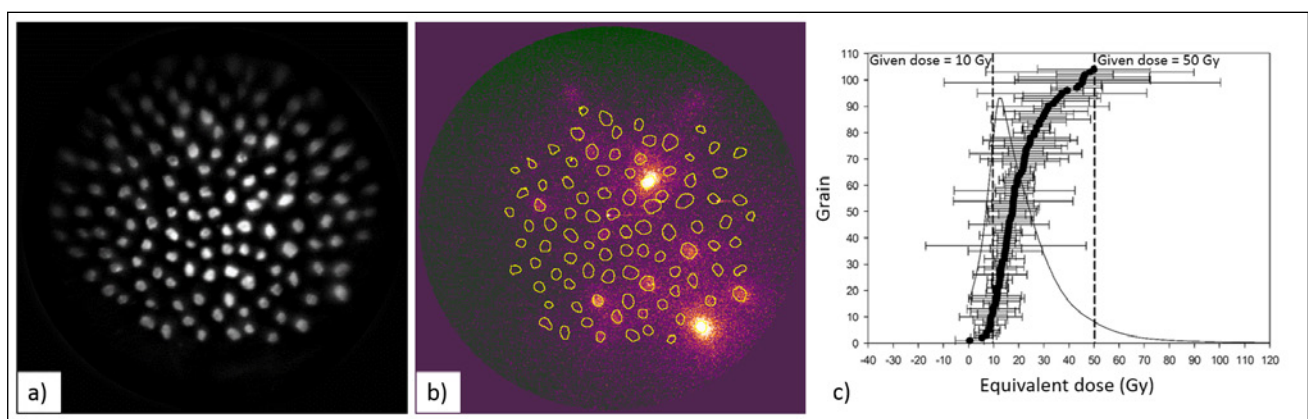 a)
b)
c)
Given dose = 10 Gy
Given dose = 50 Gy
Grain
110
100
90
80
70
60
50
40
30
20
10
0
-40 -30 -20 -10 0 10 20 30 40 50 60 70 80 90 100 110 120
Equivalent dose (Gy)